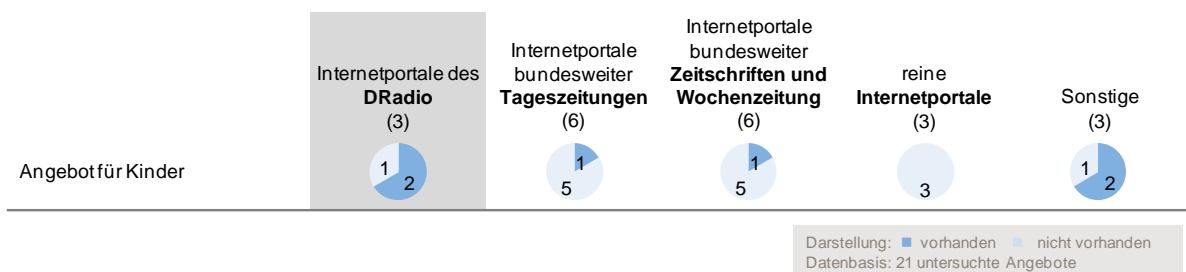 Internetportale des
DRadio
(3)
Internetportale
bundesweiter
Tageszeitungen
(6)
Internetportale
bundesweiter
Zeitschriften und
Wochenzeitung
(6)
reine
Internetportale
(3)
Sonstige
(3)
Angebot für Kinder
1
2
1
5
1
5
3
1
2
Darstellung: vorhanden nicht vorhanden
Datenbasis: 21 untersuchte Angebote